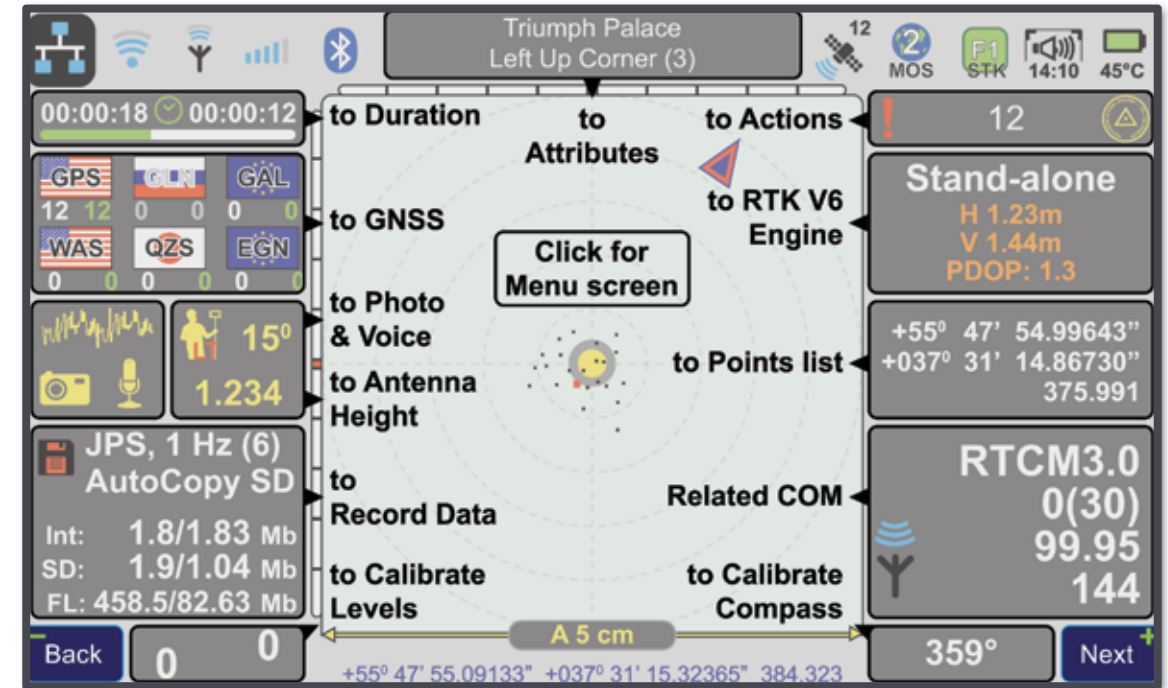 Triumph Palace
Left Up Corner (3)
12
2
MOS
F1
STK
14:10
45°C
00:00:18 00:00:12
to Duration
to
Attributes
to Actions
12
GPS GLN GAL
12 12 0 0 0 0
WAS QZS EGN
0 0 0 0 0 0
to GNSS
to RTK V6
Engine
Stand-alone
H 1.23m
V 1.44m
PDOP: 1.3
Click for
Menu screen
to Photo
& Voice
15⁰
1.234
to Antenna
Height
to Points list
+55⁰ 47’ 54.99643”
+037⁰ 31’ 14.86730”
375.991
JPS, 1 Hz (6)
AutoCopy SD
Int: 1.8/1.83 Mb
SD: 1.9/1.04 Mb
FL: 458.5/82.63 Mb
to
Record Data
Related COM
RTCM3.0
0(30)
99.95
144
to Calibrate
Levels
to Calibrate
Compass
- Back
0 0
A 5 cm
+55⁰ 47’ 55.09133” +037⁰ 31’ 15.32365” 384.323
359°
Next +